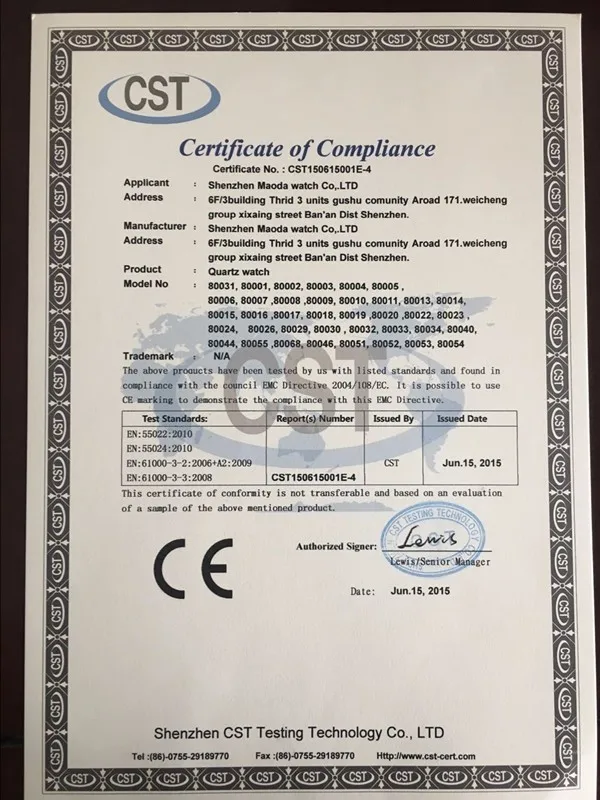 CST
Certificate of Compliance
Certificate No. : CST150615001E-4
Applicant : Shenzhen Maoda watch Co,.LTD
Address : 6F/3building Thrid 3 units gushu comunity Aroad 171.weicheng
group xixaing street Ban'an Dist Shenzhen.
Manufacturer : Shenzhen Maoda watch Co,.LTD
Address : 6F/3building Thrid 3 units gushu comunity Aroad 171.weicheng
group xixaing street Ban'an Dist Shenzhen.
Product : Quartz watch
Model No : 80031, 80001, 80002, 80003, 80004, 80005 ,
80006, 80007 ,80008 ,80009, 80010, 80011, 80013, 80014,
80015, 80016 ,80017, 80018, 80019 ,80020 ,80022, 80023 ,
80024, 80026, 80029, 80030 , 80032, 80033, 80034, 80040,
80044, 80055 ,80068, 80046, 80051, 80052, 80053, 80054
Trademark : N/A
The above products have been tested by us with listed standards and found in
compliance with the council EMC Directive 2004/108/EC. It is possible to use
CE marking to demonstrate the compliance with this EMC Directive.
Test Standards: Report(s) Number Issued By Issued Date
EN:55022:2010
EN:55024:2010
EN:61000-3-2:2006+A2:2009 CST Jun.15, 2015
EN:61000-3-3:2008 CST150615001E-4
This certificate of conformity is not transferable and based on an evaluation
of a sample of the above mentioned product.
CST TESTING TECHNOLOGY
Authorized Signer: Lewis
Lewis/Senior Manager
CE
Date: Jun.15, 2015
Shenzhen CST Testing Technology Co., LTD
Tel :(86)-0755-29189770 Fax :(86)-0755-29189770 Http://www.cst-cert.com